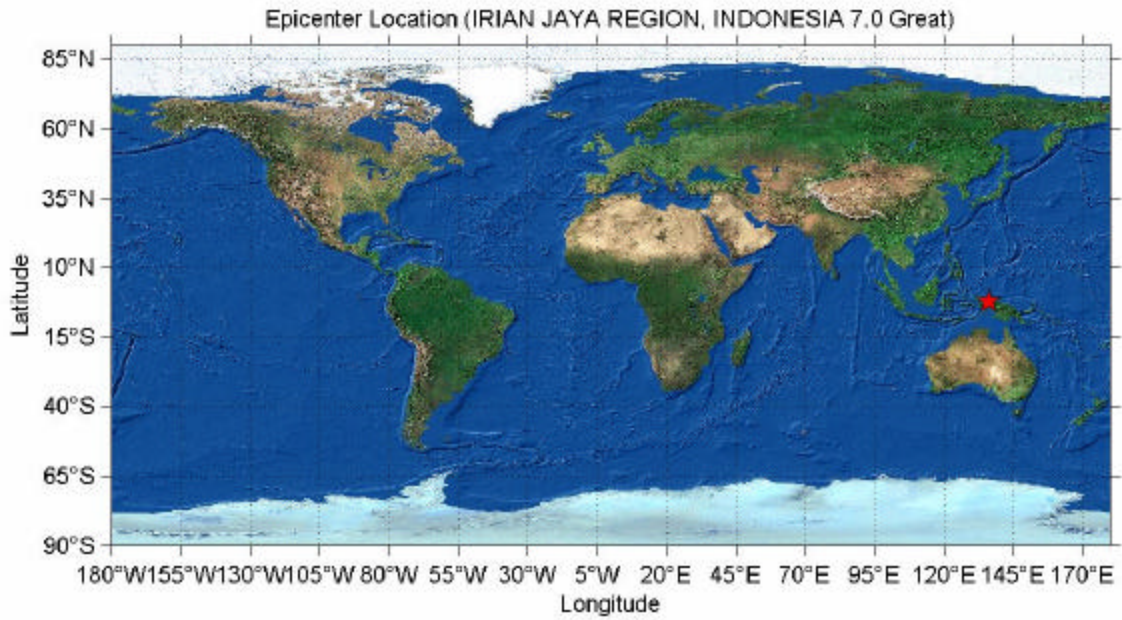 Epicenter Location (IRIAN JAYA REGION, INDONESIA 7.0 Great)
85°N
60°N
35°N
10°N
15°S
40°S
65°S
90°S
Latitude
180°W155°W130°W105°W 80°W 55°W 30°W 5°W 20°E 45°E 70°E 95°E 120°E 145°E 170°E
Longitude